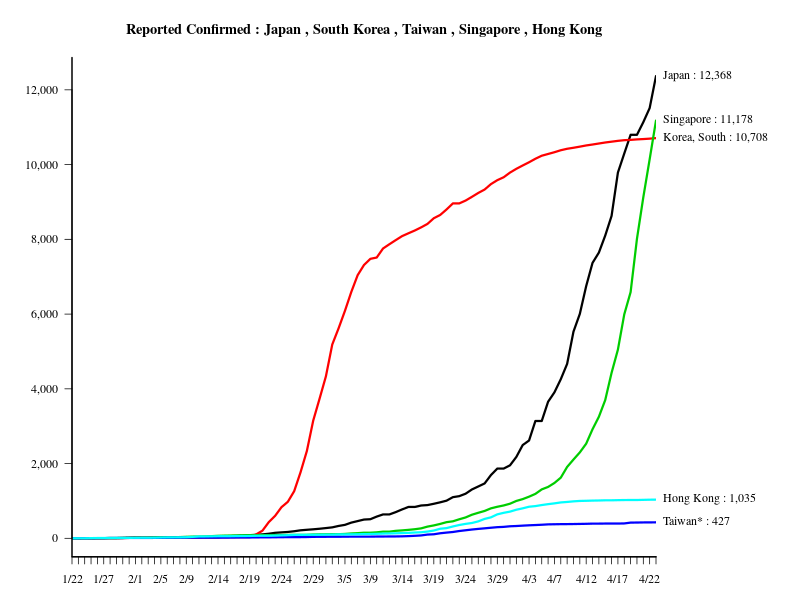 Reported Confirmed : Japan , South Korea , Taiwan , Singapore , Hong Kong
12,000
10,000
8,000
6,000
4,000
2,000
0
Japan : 12,368
Singapore : 11,178
Korea, South : 10,708
Hong Kong : 1,035
Taiwan* : 427
1/22 1/27 2/1 2/5 2/9 2/14 2/19 2/24 2/29 3/5 3/9 3/14 3/19 3/24 3/29 4/3 4/7 4/12 4/17 4/22